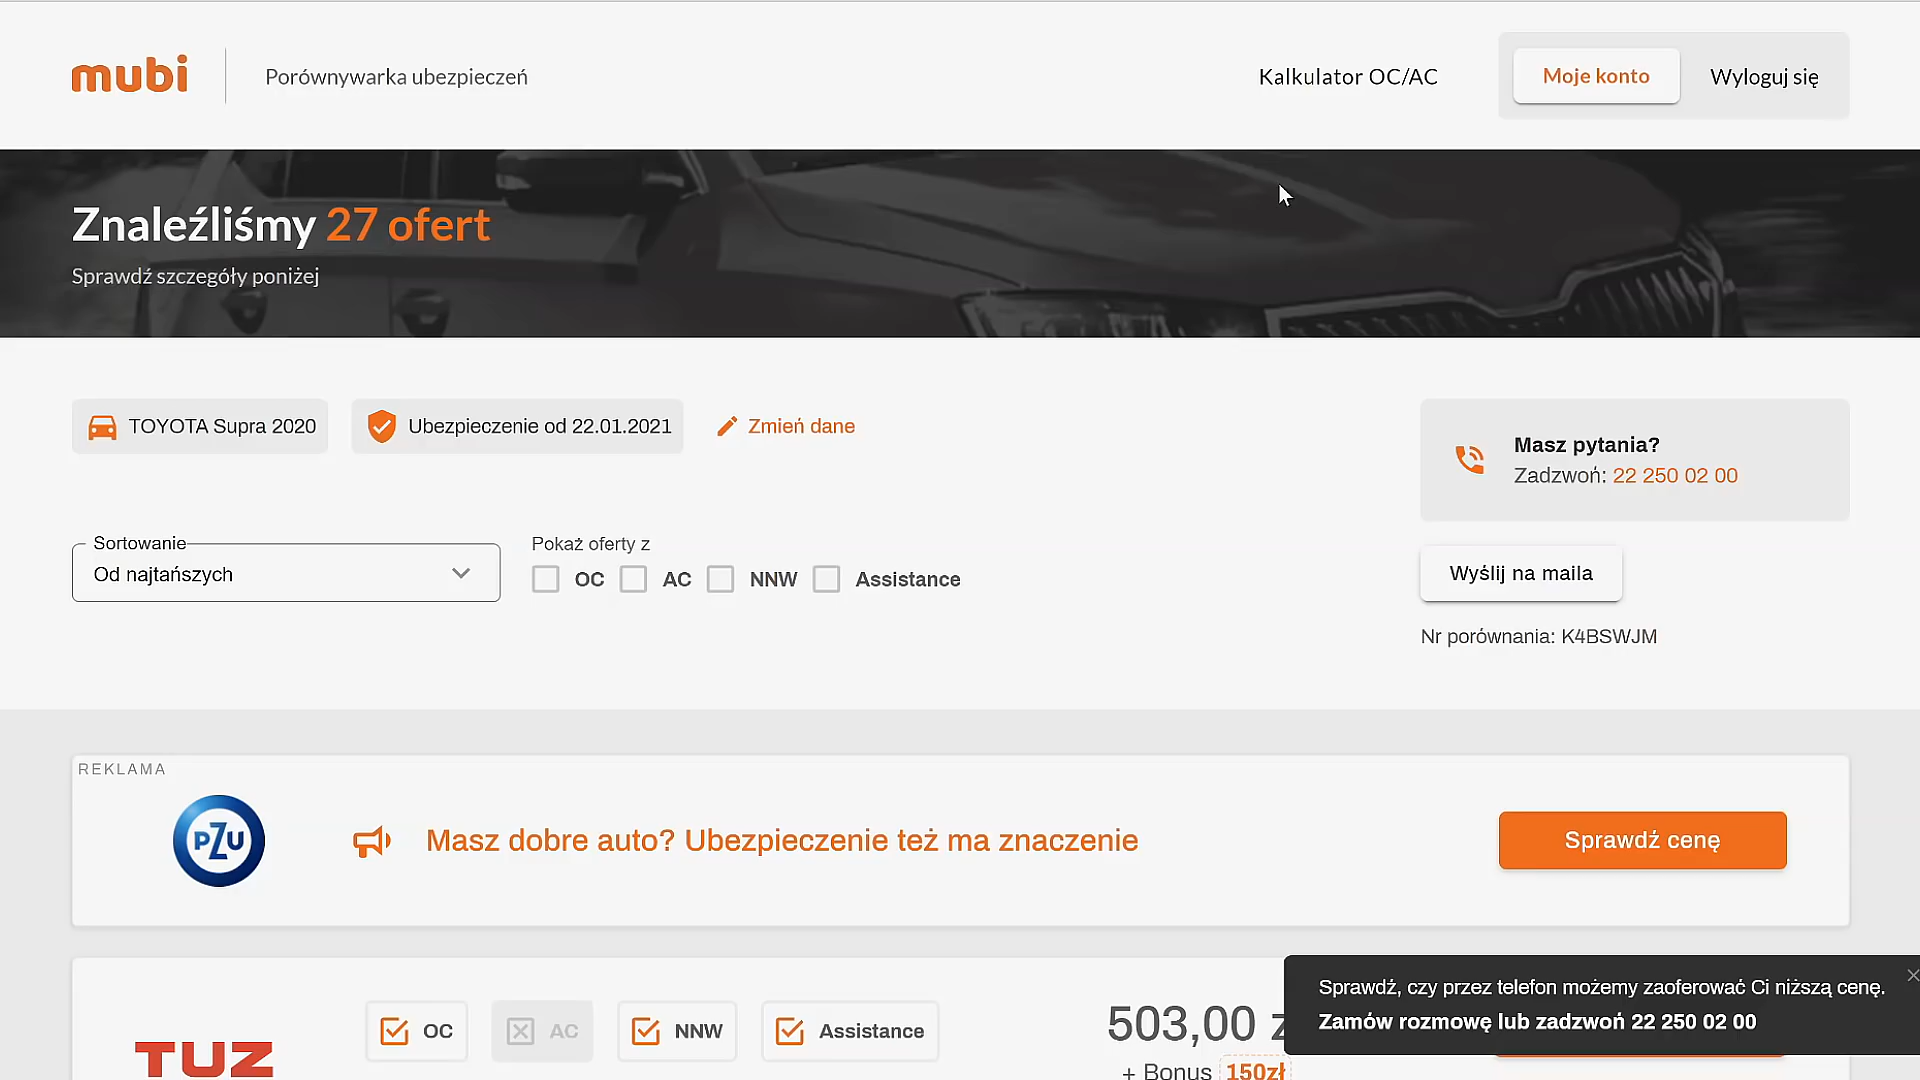 mubi
Porównywarka ubezpieczeń
Kalkulator OC/AC
Moje konto
Wyloguj się
Znaleźliśmy 27 ofert
Sprawdź szczegóły poniżej
TOYOTA Supra 2020
Ubezpieczenie od 22.01.2021
Zmień dane
Masz pytania?
Zadzwoń: 22 250 02 00
Sortowanie
Od najtańszych
Pokaż oferty z
OC
AC
NNW
Assistance
Wyślij na maila
Nr porównania: K4BSWJM
REKLAMA
PZU
Masz dobre auto? Ubezpieczenie też ma znaczenie
Sprawdź cenę
TUZ
OC
AC
NNW
Assistance
503,00 z
+ Bonus 150zł
Sprawdź, czy przez telefon możemy zaoferować Ci niższą cenę.
Zamów rozmowę lub zadzwoń 22 250 02 00